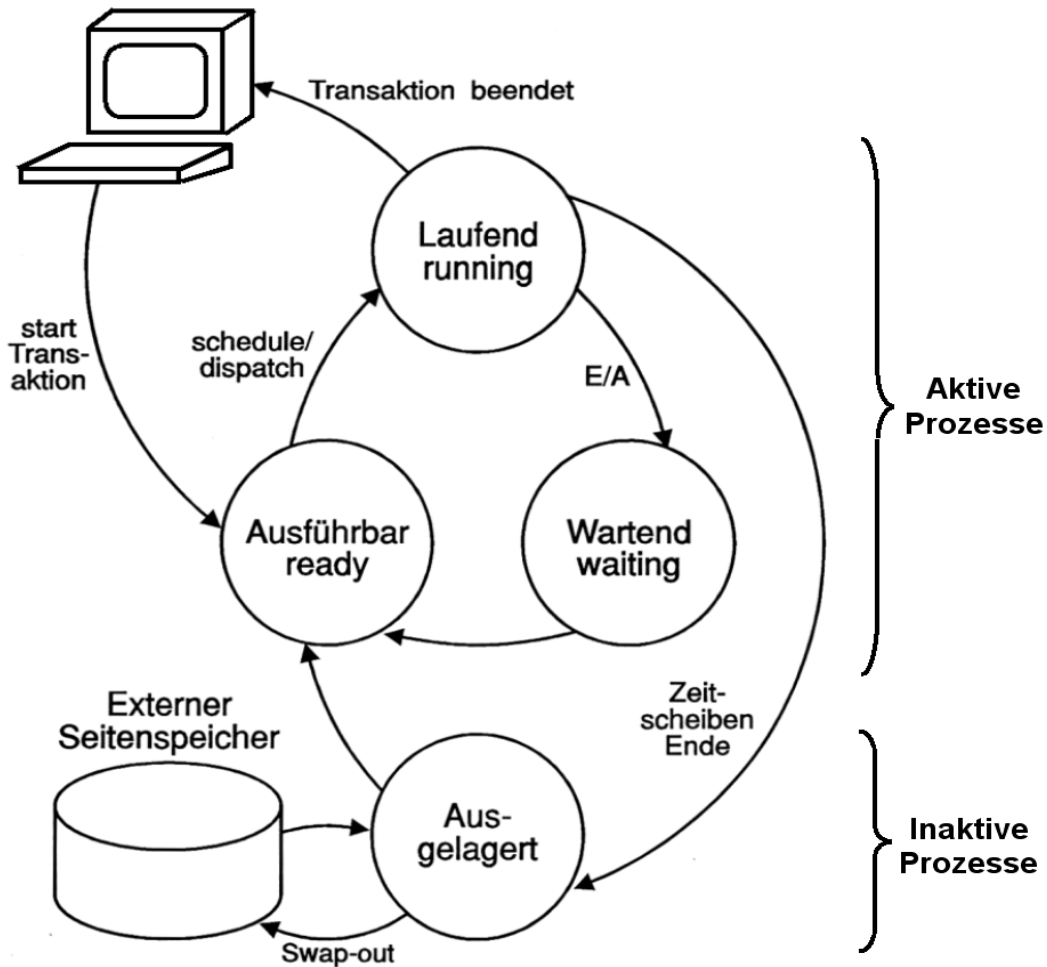 Transaktion beendet
Laufend
running
start
Trans-
aktion
schedule/
dispatch
E/A
Aktive
Prozesse
Ausführbar
ready
Wartend
waiting
Externer
Seitenspeicher
Zeit-
scheiben
Ende
Aus-
gelagert
Inaktive
Prozesse
Swap-out